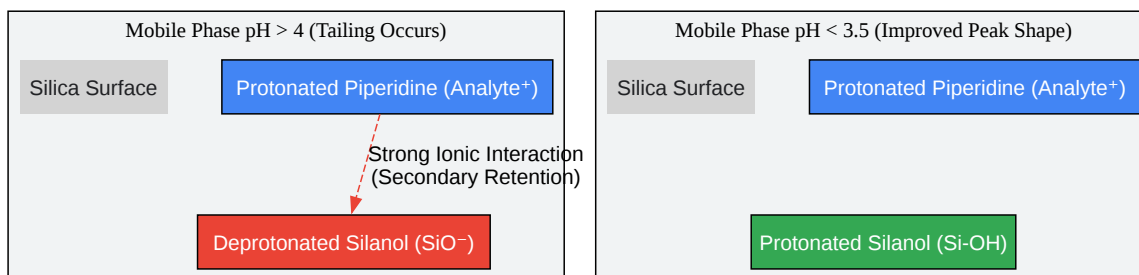 Mobile Phase pH > 4 (Tailing Occurs)
Silica Surface
Protonated Piperidine (Analyte⁺)
Strong Ionic Interaction
(Secondary Retention)
Deprotonated Silanol (SiO⁻)
Mobile Phase pH < 3.5 (Improved Peak Shape)
Silica Surface
Protonated Piperidine (Analyte⁺)
Protonated Silanol (Si-OH)